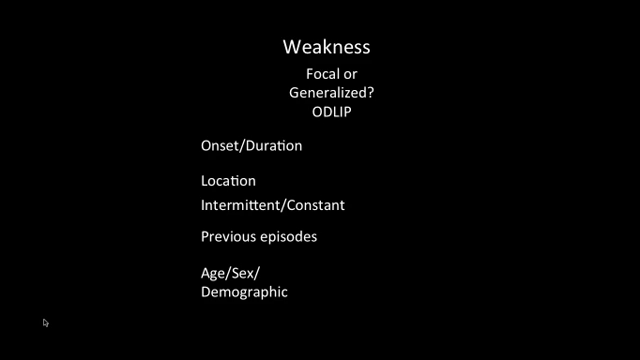 Weakness
Focal or
Generalized?
ODLIP
Onset/Duration
Location
Intermittent/Constant
Previous episodes
Age/Sex/
Demographic